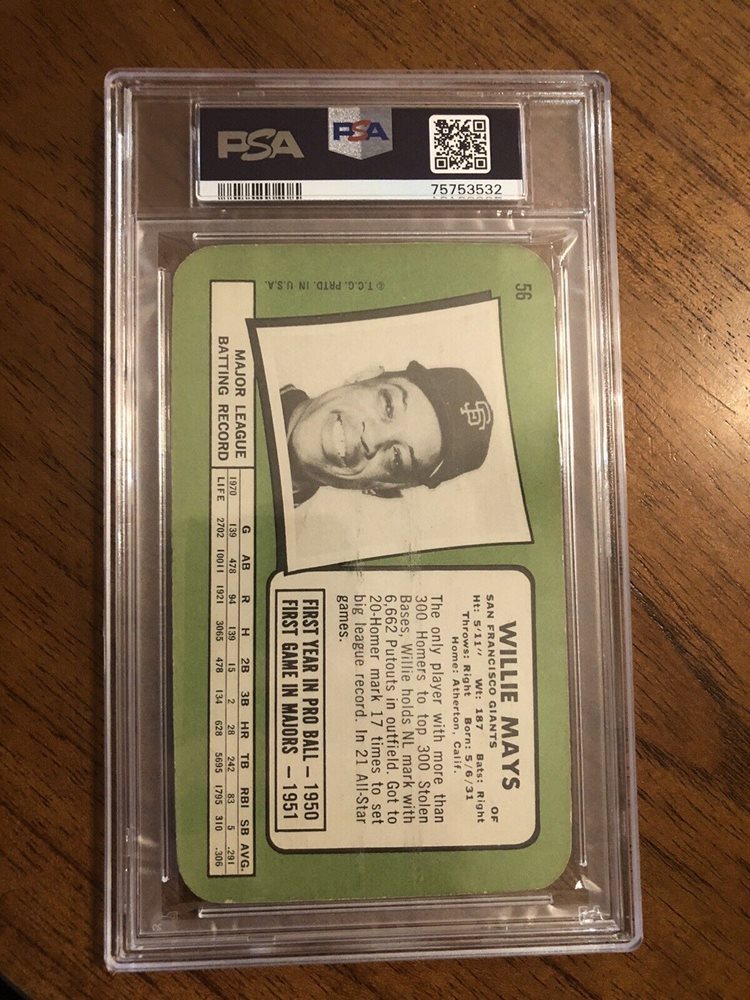 PSA
PSA
75753532
56
© T.C.G. PRTD. IN U.S.A.
SF
WILLIE MAYS
OF
SAN FRANCISCO GIANTS
Ht: 5'11" Wt: 187 Bats: Right
Throws: Right Born: 5/6/31
Home: Atherton, Calif.
The only player with more than
300 Homers to top 300 Stolen
Bases, Willie holds NL mark with
6,662 Putouts in outfield. Got to
20-Homer mark 17 times to set
big league record. In 21 All-Star
games.
FIRST YEAR IN PRO BALL — 1950
FIRST GAME IN MAJORS — 1951
MAJOR LEAGUE
BATTING RECORD
G AB R H 2B 3B HR TB RBI SB AVG.
1970 139 478 94 139 15 2 28 242 83 5 .291
LIFE 2702 10011 1921 3065 478 134 628 5695 1795 310 .306